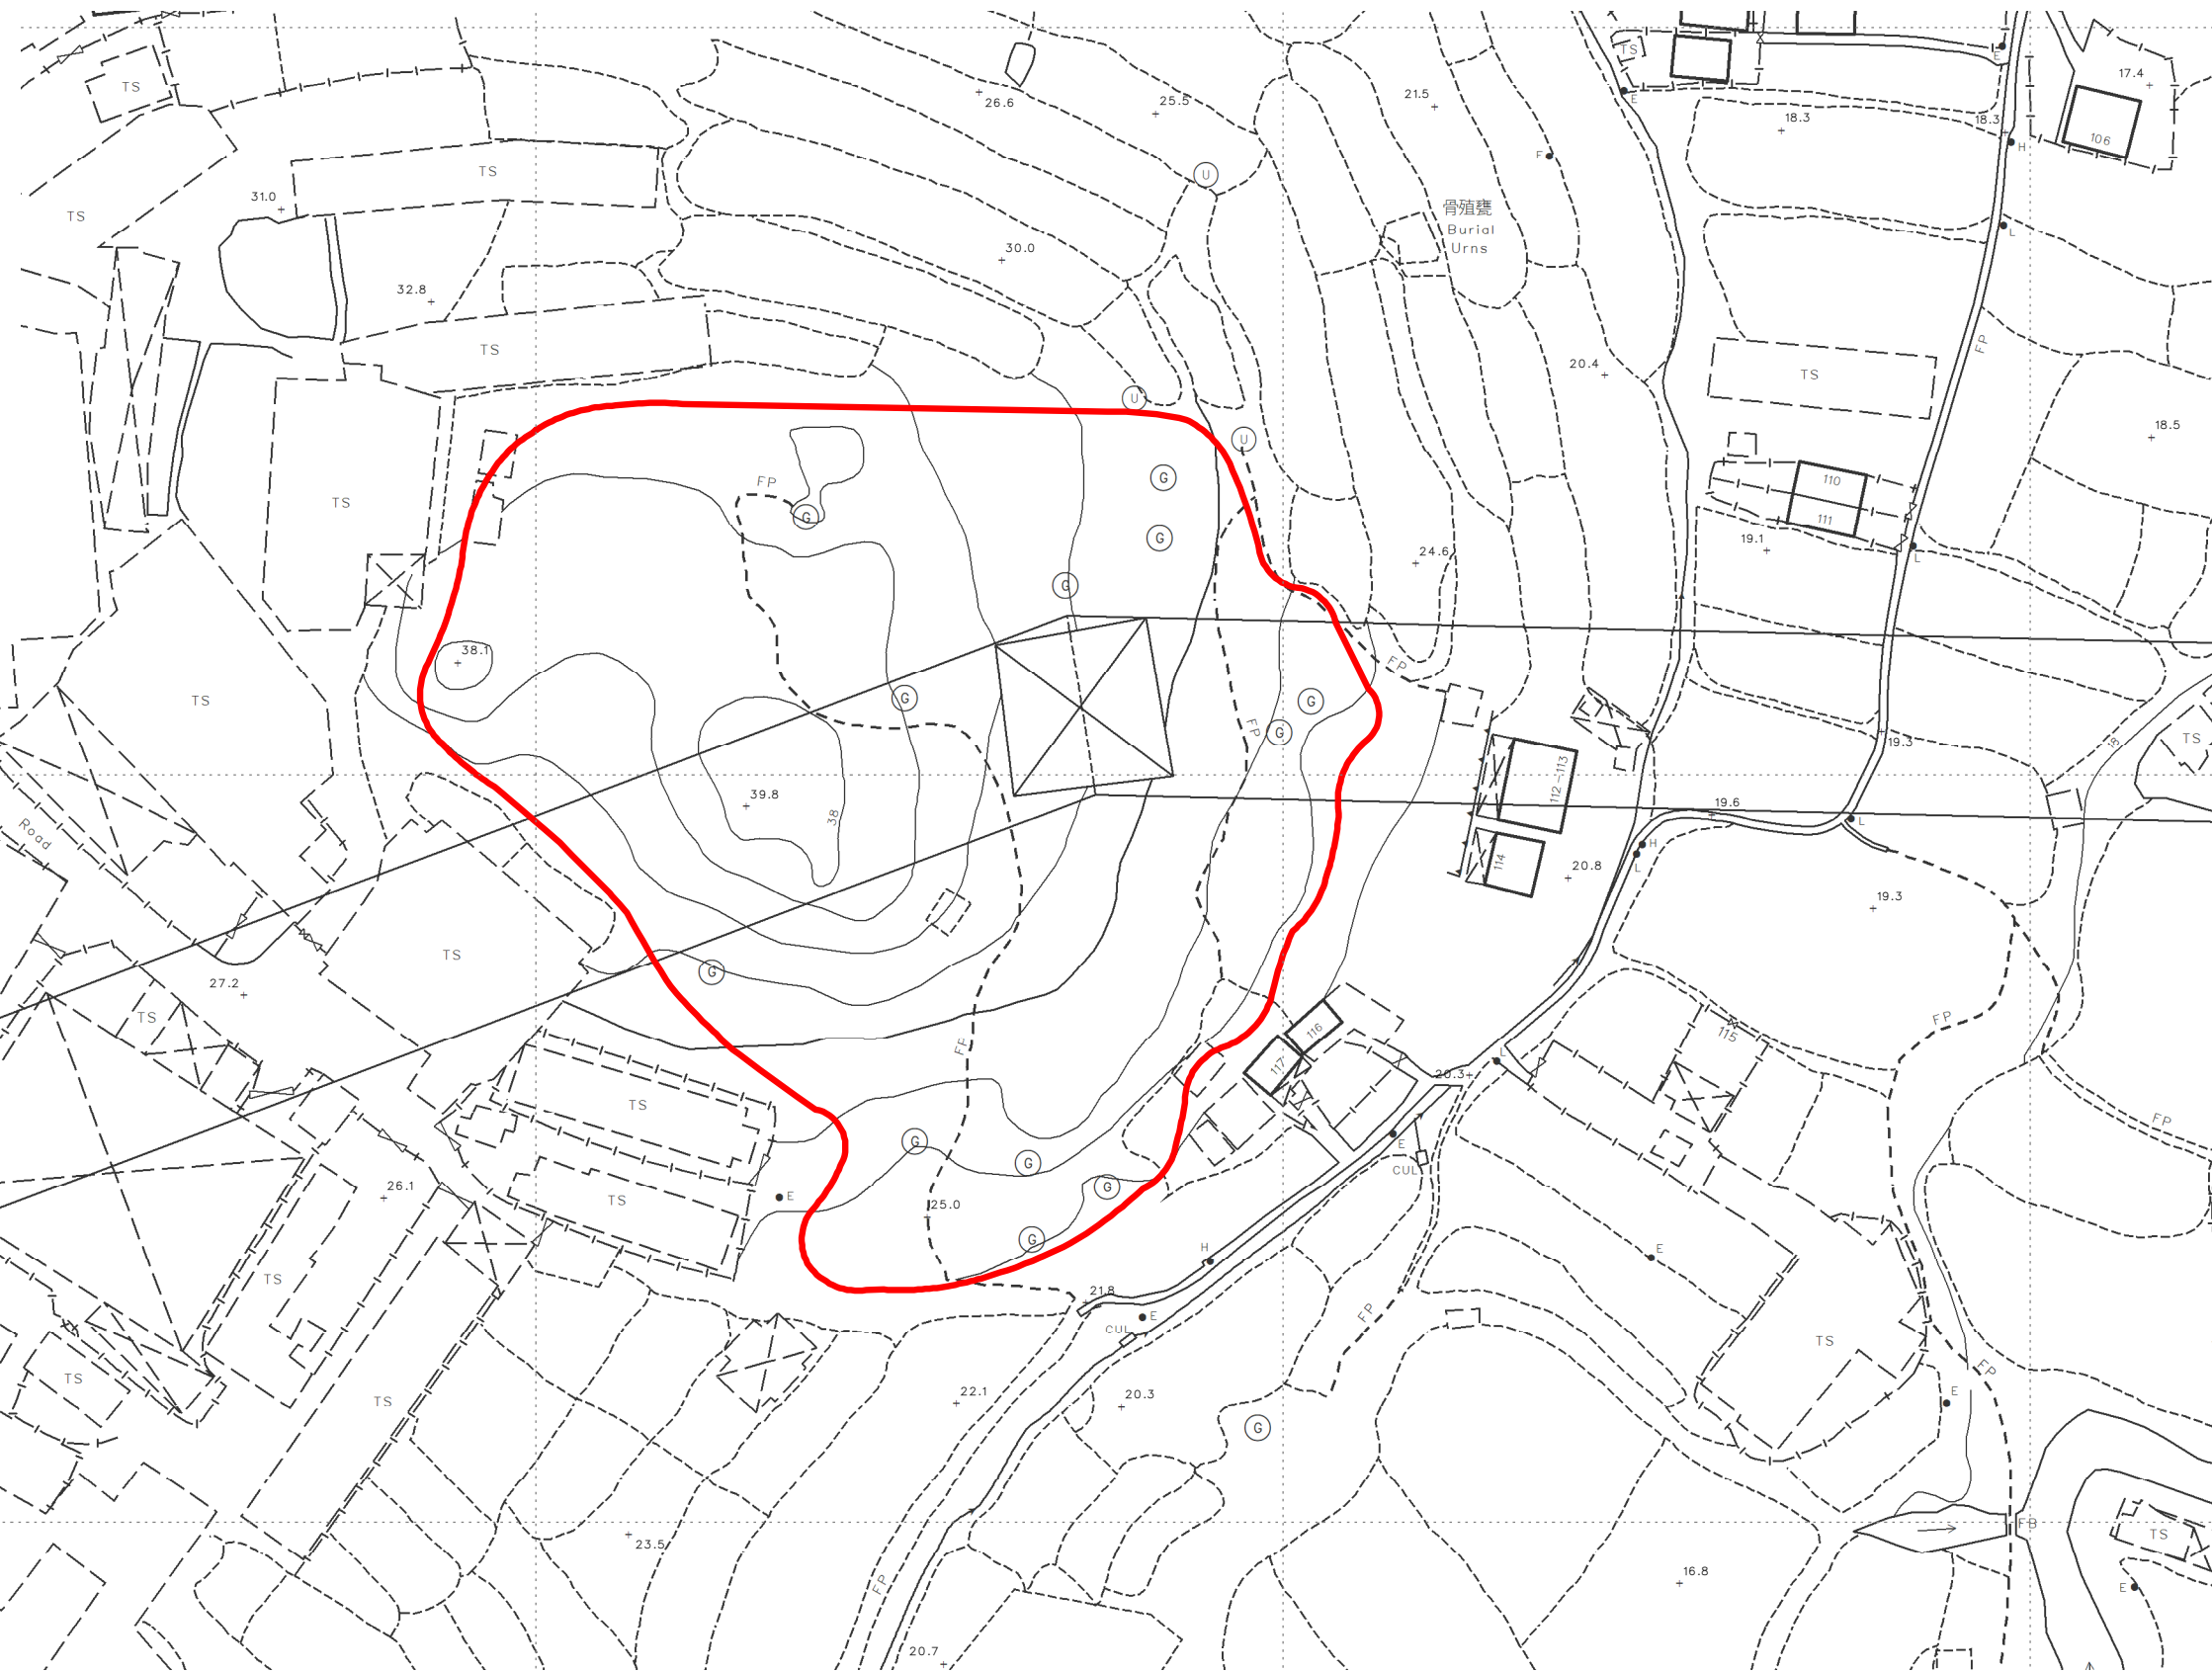 TS
TS
E
17.4
26.6
25.5
21.5
18.3
18.3
106
E
H
F
TS
U
TS
31.0
骨殖甕
Burial
Urns
L
30.0
32.8
TS
20.4
FP
TS
U
18.5
U
FP
G
110
TS
G
111
G
19.1
24.6
L
G
38.1
FP
TS
G
G
FP
G
19.3
18
TS
112-113
39.8
19.6
38
L
Road
H
114
20.8
L
19.3
TS
G
27.2
TS
FP
116
115
FP
L
117
20.3
TS
FP
G
E
G
CUL
26.1
G
E
TS
25.0
G
H
E
TS
21.8
E
FP
CUL
TS
TS
FP
TS
22.1
20.3
E
G
FB
23.5
TS
16.8
FP
E
20.7